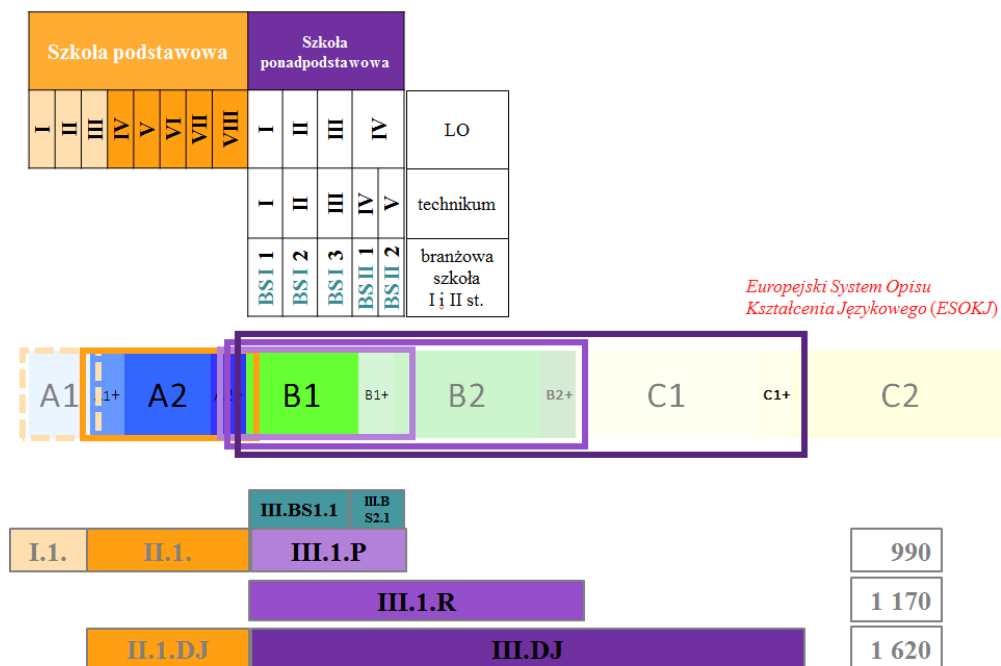 Szkoła podstawowa
Szkoła
ponadpodstawowa
I II III IV V VI VII VIII I II III IV LO
I II III IV V technikum
BS I 1 BS I 2 BS I 3 BS II 1 BS II 2
branżowa
szkoła
I i II st.
Europejski System Opisu
Kształcenia Językowego (ESOKJ)
A1 A1+ A2 A2+ B1 B1+ B2 B2+ C1 C1+ C2
III.BS1.1
III.B
S2.1
I.1. II.1. III.1.P 990
III.1.R 1 170
II.1.DJ III.DJ 1 620